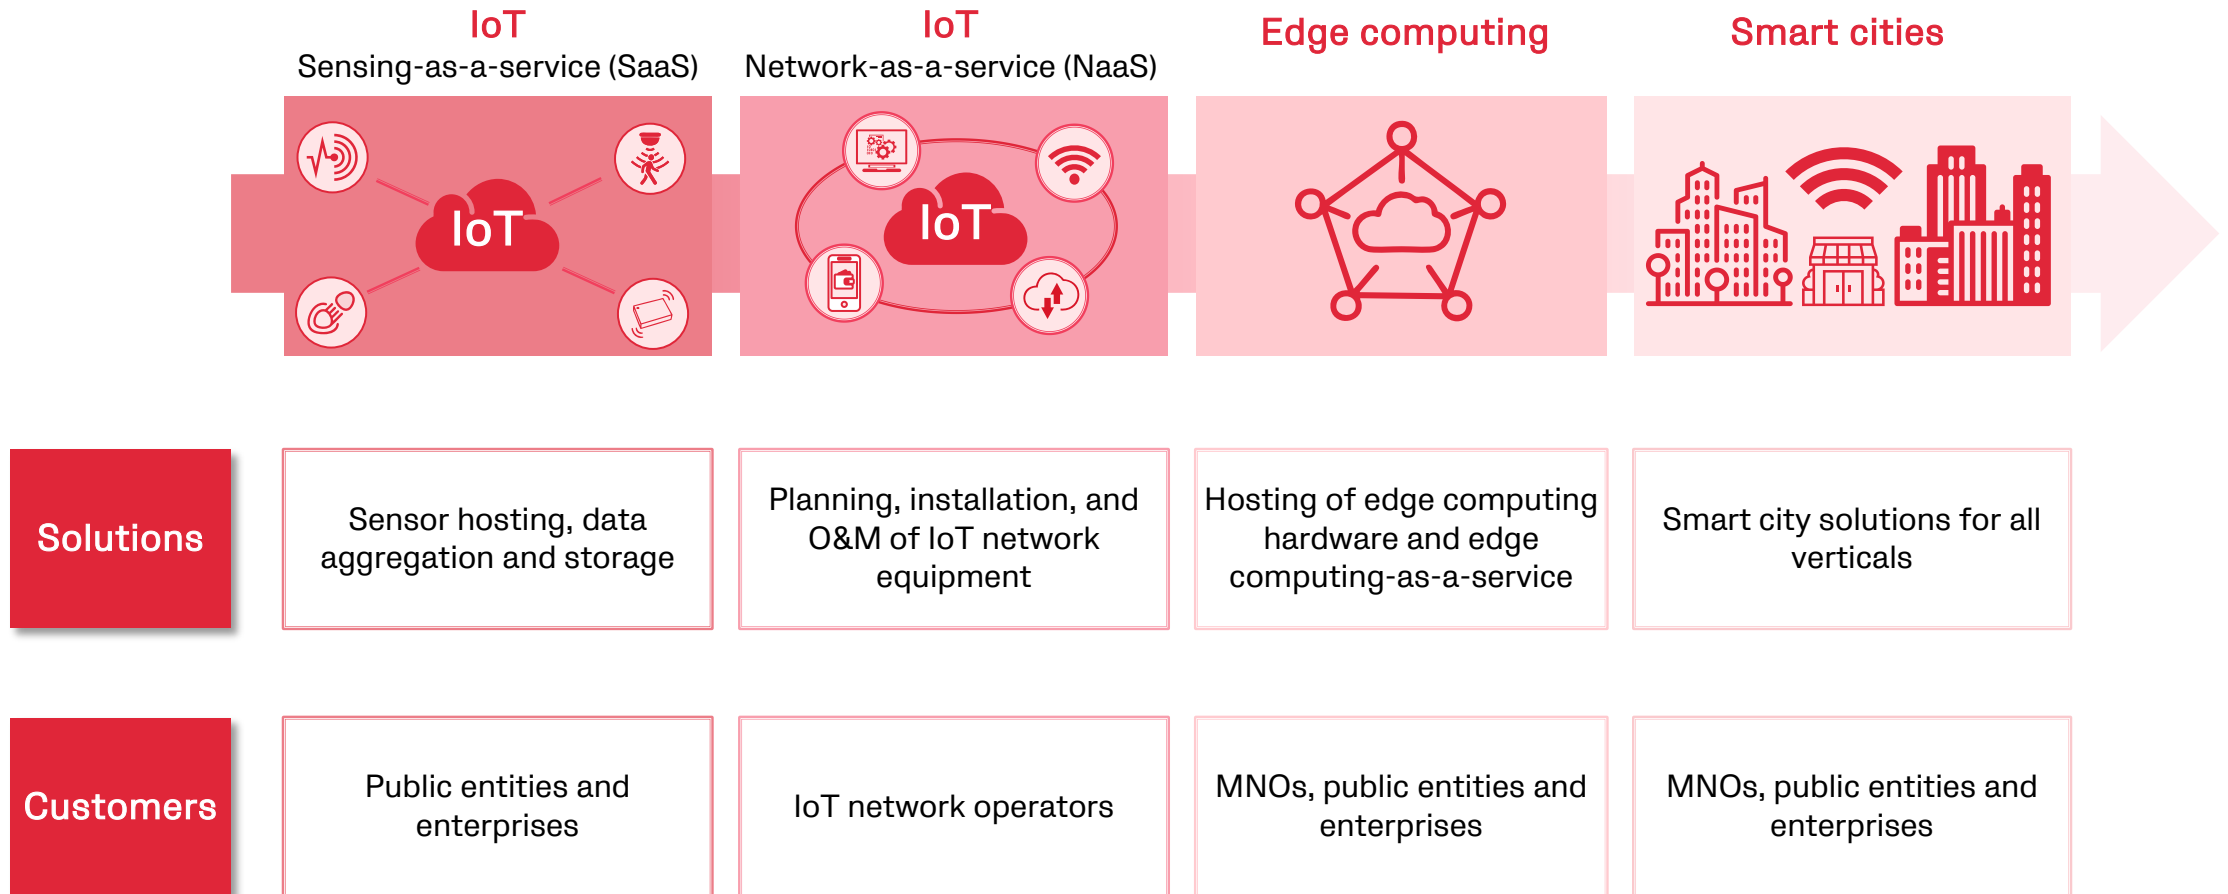 IoT
Sensing-as-a-service (SaaS)
IoT
Network-as-a-service (NaaS)
Edge computing
Smart cities
IoT
IoT
Solutions
Sensor hosting, data
aggregation and storage
Planning, installation, and
O&M of IoT network
equipment
Hosting of edge computing
hardware and edge
computing-as-a-service
Smart city solutions for all
verticals
Customers
Public entities and
enterprises
IoT network operators
MNOs, public entities and
enterprises
MNOs, public entities and
enterprises